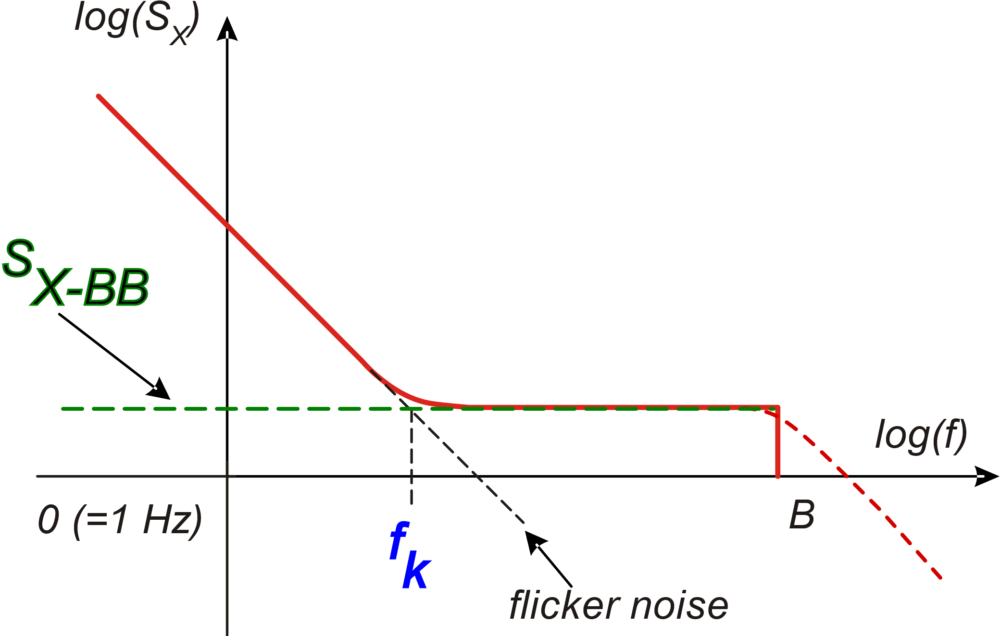 log(S_X)
S_X-BB
log(f)
0 (=1 Hz)
B
f_k
flicker noise